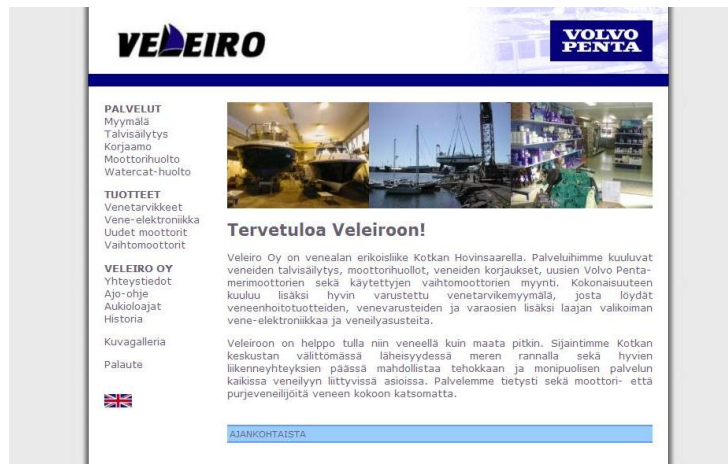 VELEIRO
VOLVO
PENTA
PALVELUT
Myymälä
Talvisäilytys
Korjaamo
Moottorihuolto
Watercat-huolto
TUOTTEET
Venetarvikkeet
Vene-elektroniikka
Uudet moottorit
Vaihtomoottorit
VELEIRO OY
Yhteystiedot
Ajo-ohje
Aukioloajat
Historia
Kuvagalleria
Palaute
Tervetuloa Veleiroon!
Veleiro Oy on venealan erikoisliike Kotkan Hovinsaarella. Palveluihimme kuuluvat
veneiden talvisäilytys, moottorihuollot, veneiden korjaukset, uusien Volvo Penta-
merimoottorien sekä käytettyjen vaihtomoottorien myynti. Kokonaisuuteen
kuuluu lisäksi hyvin varustettu venetarvikemyymälä, josta löydät
veneenhoitotuotteiden, venevarusteiden ja varaosien lisäksi laajan valikoiman
vene-elektroniikkaa ja veneilyasusteita.
Veleiroon on helppo tulla niin veneellä kuin maata pitkin. Sijaintimme Kotkan
keskustan välittömässä läheisyydessä meren rannalla sekä hyvien
liikenneyhteyksien päässä mahdollistaa tehokkaan ja monipuolisen palvelun
kaikissa veneilyyn liittyvissä asioissa. Palvelemme tietysti sekä moottori- että
purjeveneilijöitä veneen kokoon katsomatta.
AJANKOHTAISTA